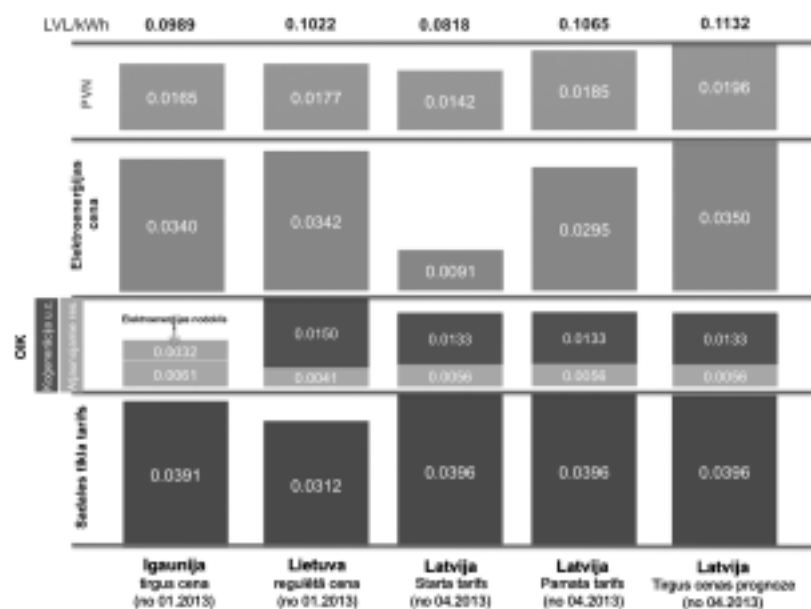 LVL/kWh 0.0989 0.1022 0.0818 0.1065 0.1132
PVN 0.0165 0.0177 0.0142 0.0185 0.0196
Elektroenerģijas
cena
0.0340 0.0342 0.0091 0.0295 0.0350
OIK
Koģenerācija u.c.
Elektroenerģijas nodoklis
0.0032 0.0150 0.0133 0.0133 0.0133
0.0061 0.0041 0.0056 0.0056 0.0056
Sadales tīkla tarifs
0.0391 0.0312 0.0396 0.0396 0.0396
Igaunija Lietuva Latvija Latvija Latvija
tirgus cena regulētā cena Starta tarifs Pamata tarifs Tirgus cenas prognoze
(no 01.2013) (no 01.2013) (no 04.2013) (no 04.2013) (no 04.2013)